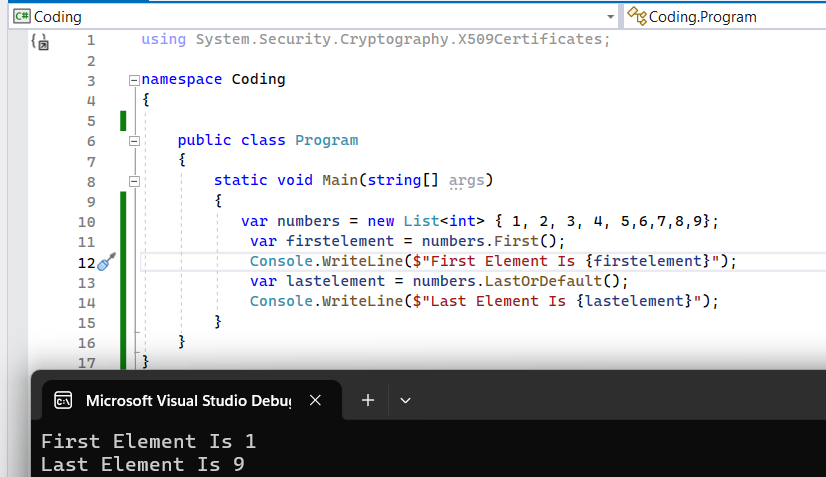 C# Coding Coding.Program
1 using System.Security.Cryptography.X509Certificates;
2
3 namespace Coding
4 {
5
6 public class Program
7 {
8 static void Main(string[] args)
9 {
10 var numbers = new List<int> { 1, 2, 3, 4, 5,6,7,8,9};
11 var firstelement = numbers.First();
12 Console.WriteLine($"First Element Is {firstelement}");
13 var lastelement = numbers.LastOrDefault();
14 Console.WriteLine($"Last Element Is {lastelement}");
15 }
16 }
17 }
C:\ Microsoft Visual Studio Debu
First Element Is 1
Last Element Is 9